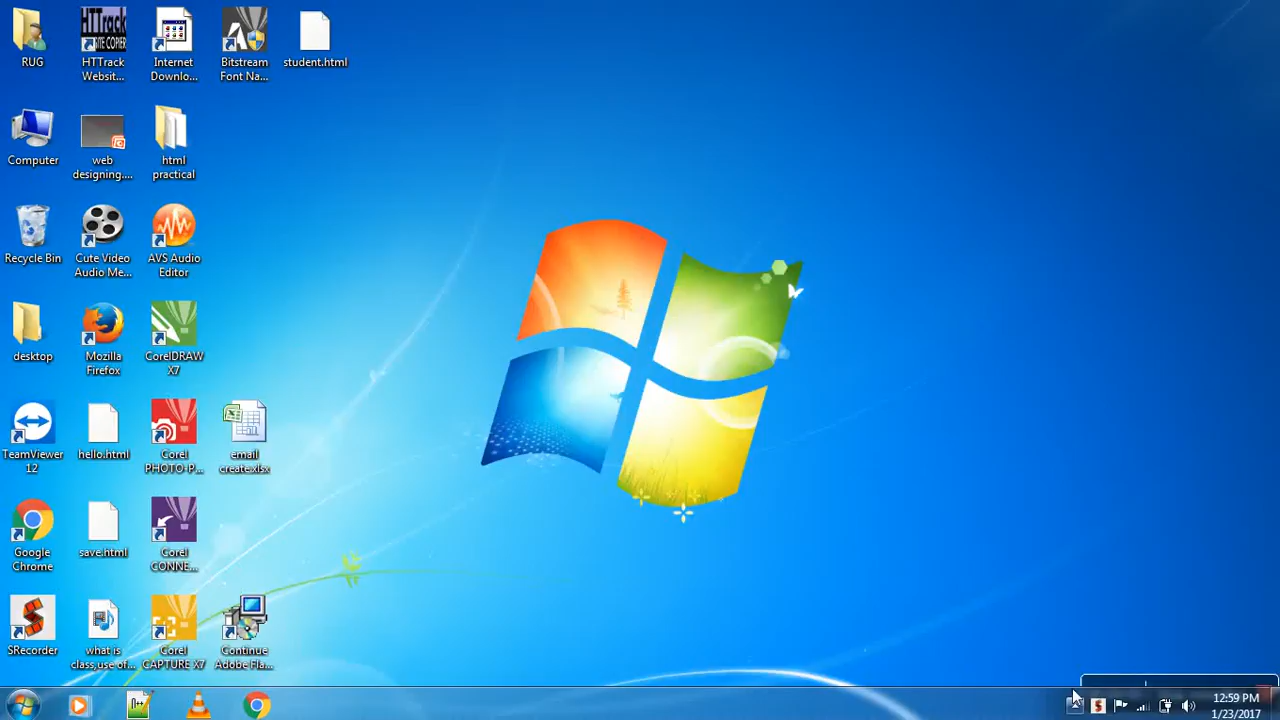 RUG
HTTrack
SITE COPIER
HTTrack
Websit...
Internet
Downlo...
Bitstream
Font Na...
student.html
Computer
web
designing....
html
practical
Recycle Bin
Cute Video
Audio Me...
AVS Audio
Editor
desktop
Mozilla
Firefox
CorelDRAW
X7
TeamViewer
12
hello.html
Corel
PHOTO-P...
email
create.xlsx
Google
Chrome
save.html
Corel
CONNE...
SRecorder
what is
class,use of...
Corel
CAPTURE X7
Continue
Adobe Fla...
12:59 PM
1/23/2017